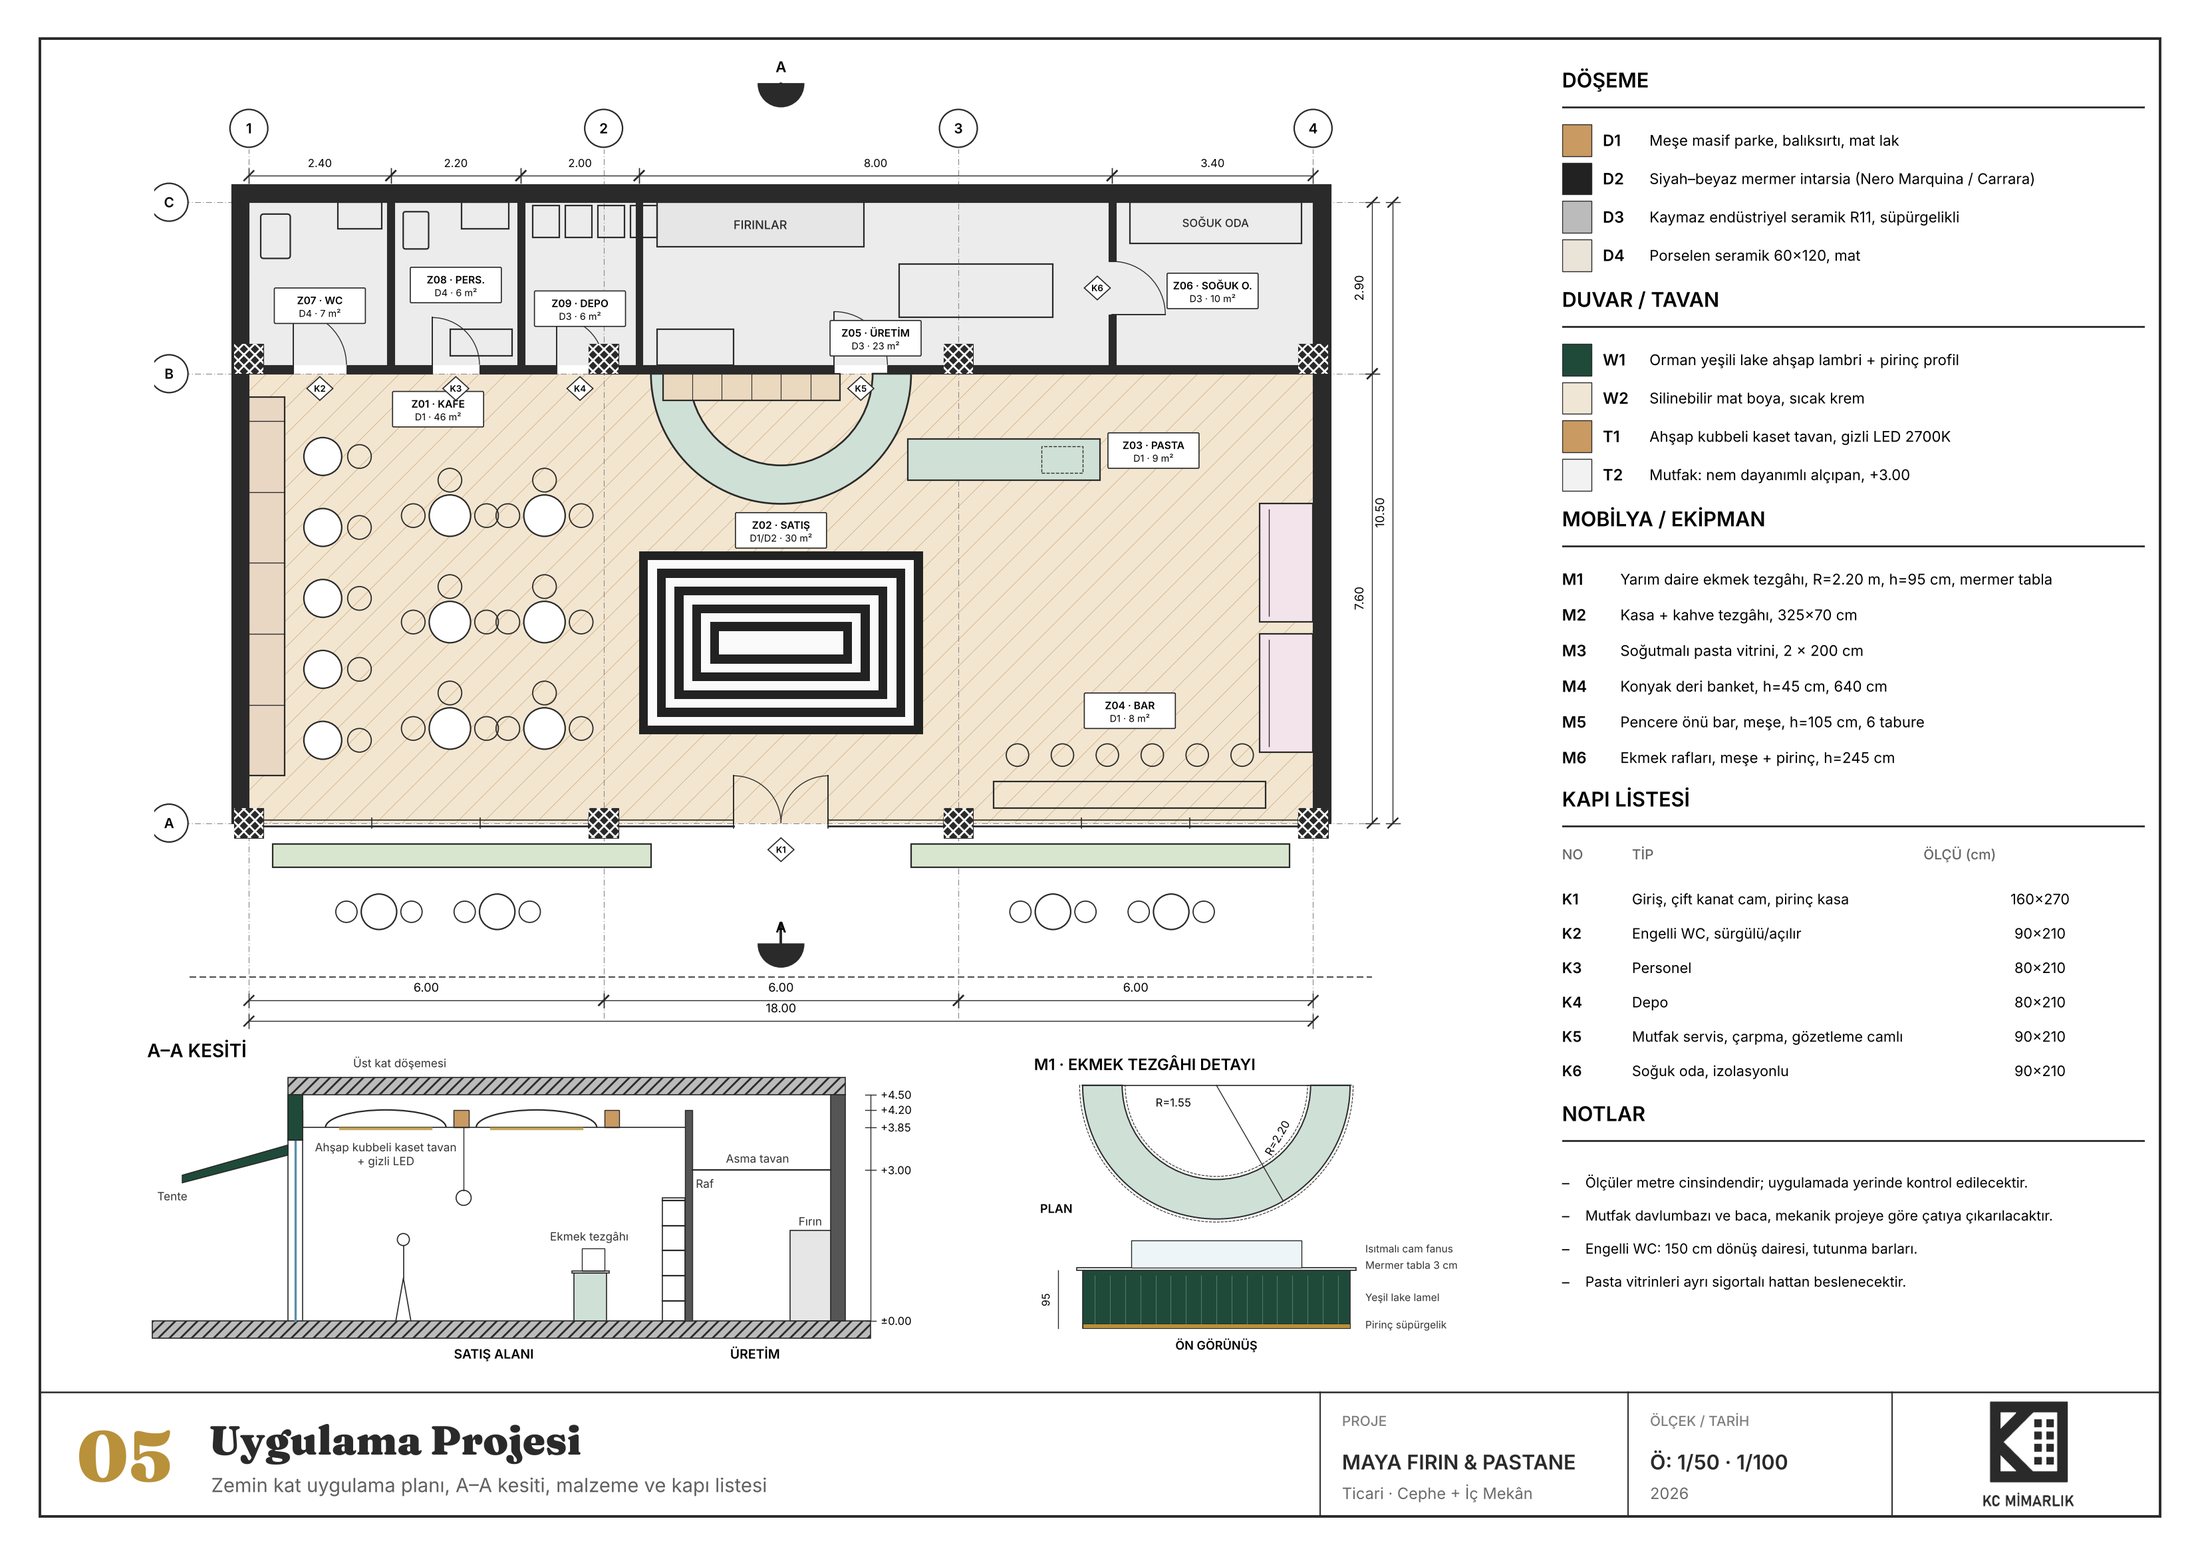 A
1
2
3
4
2.40
2.20
2.00
8.00
3.40
C
B
A
FIRINLAR
SOĞUK ODA
Z07 · WC
D4 · 7 m²
Z08 · PERS.
D4 · 6 m²
Z09 · DEPO
D3 · 6 m²
Z05 · ÜRETİM
D3 · 23 m²
K6
Z06 · SOĞUK O.
D3 · 10 m²
2.90
K2
K3
K4
K5
Z01 · KAFE
D1 · 46 m²
Z03 · PASTA
D1 · 9 m²
Z02 · SATIŞ
D1/D2 · 30 m²
10.50
7.60
Z04 · BAR
D1 · 8 m²
K1
A
6.00
6.00
6.00
18.00
A–A KESİTİ
Üst kat döşemesi
+4.50
+4.20
+3.85
+3.00
±0.00
Ahşap kubbeli kaset tavan
+ gizli LED
Asma tavan
Raf
Tente
Ekmek tezgâhı
Fırın
SATIŞ ALANI
ÜRETİM
M1 · EKMEK TEZGÂHI DETAYI
R=1.55
R=2.20
PLAN
Isıtmalı cam fanus
Mermer tabla 3 cm
95
Yeşil lake lamel
Pirinç süpürgelik
ÖN GÖRÜNÜŞ
DÖŞEME
D1 Meşe masif parke, balıksırtı, mat lak
D2 Siyah–beyaz mermer intarsia (Nero Marquina / Carrara)
D3 Kaymaz endüstriyel seramik R11, süpürgelikli
D4 Porselen seramik 60×120, mat
DUVAR / TAVAN
W1 Orman yeşili lake ahşap lambri + pirinç profil
W2 Silinebilir mat boya, sıcak krem
T1 Ahşap kubbeli kaset tavan, gizli LED 2700K
T2 Mutfak: nem dayanımlı alçıpan, +3.00
MOBİLYA / EKİPMAN
M1 Yarım daire ekmek tezgâhı, R=2.20 m, h=95 cm, mermer tabla
M2 Kasa + kahve tezgâhı, 325×70 cm
M3 Soğutmalı pasta vitrini, 2 × 200 cm
M4 Konyak deri banket, h=45 cm, 640 cm
M5 Pencere önü bar, meşe, h=105 cm, 6 tabure
M6 Ekmek rafları, meşe + pirinç, h=245 cm
KAPI LİSTESİ
NO TİP ÖLÇÜ (cm)
K1 Giriş, çift kanat cam, pirinç kasa 160×270
K2 Engelli WC, sürgülü/açılır 90×210
K3 Personel 80×210
K4 Depo 80×210
K5 Mutfak servis, çarpma, gözetleme camlı 90×210
K6 Soğuk oda, izolasyonlu 90×210
NOTLAR
– Ölçüler metre cinsindendir; uygulamada yerinde kontrol edilecektir.
– Mutfak davlumbazı ve baca, mekanik projeye göre çatıya çıkarılacaktır.
– Engelli WC: 150 cm dönüş dairesi, tutunma barları.
– Pasta vitrinleri ayrı sigortalı hattan beslenecektir.
05
Uygulama Projesi
Zemin kat uygulama planı, A–A kesiti, malzeme ve kapı listesi
PROJE
MAYA FIRIN & PASTANE
Ticari · Cephe + İç Mekân
ÖLÇEK / TARİH
Ö: 1/50 · 1/100
2026
KC MİMARLIK